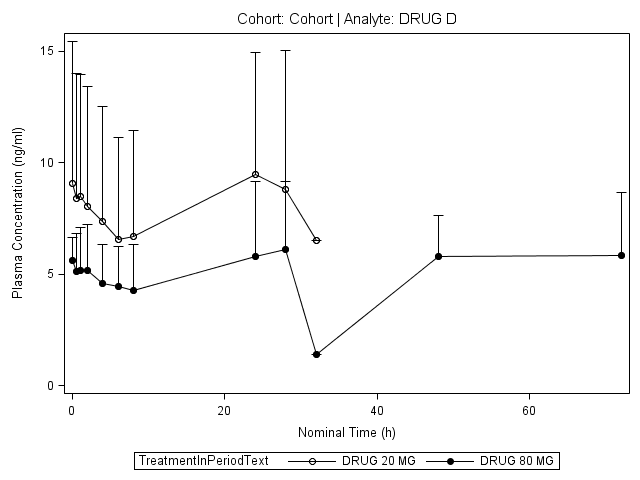 Cohort: Cohort | Analyte: DRUG D
15
10
5
0
Plasma Concentration (ng/ml)
0 20 40 60
Nominal Time (h)
TreatmentInPeriodText DRUG 20 MG DRUG 80 MG